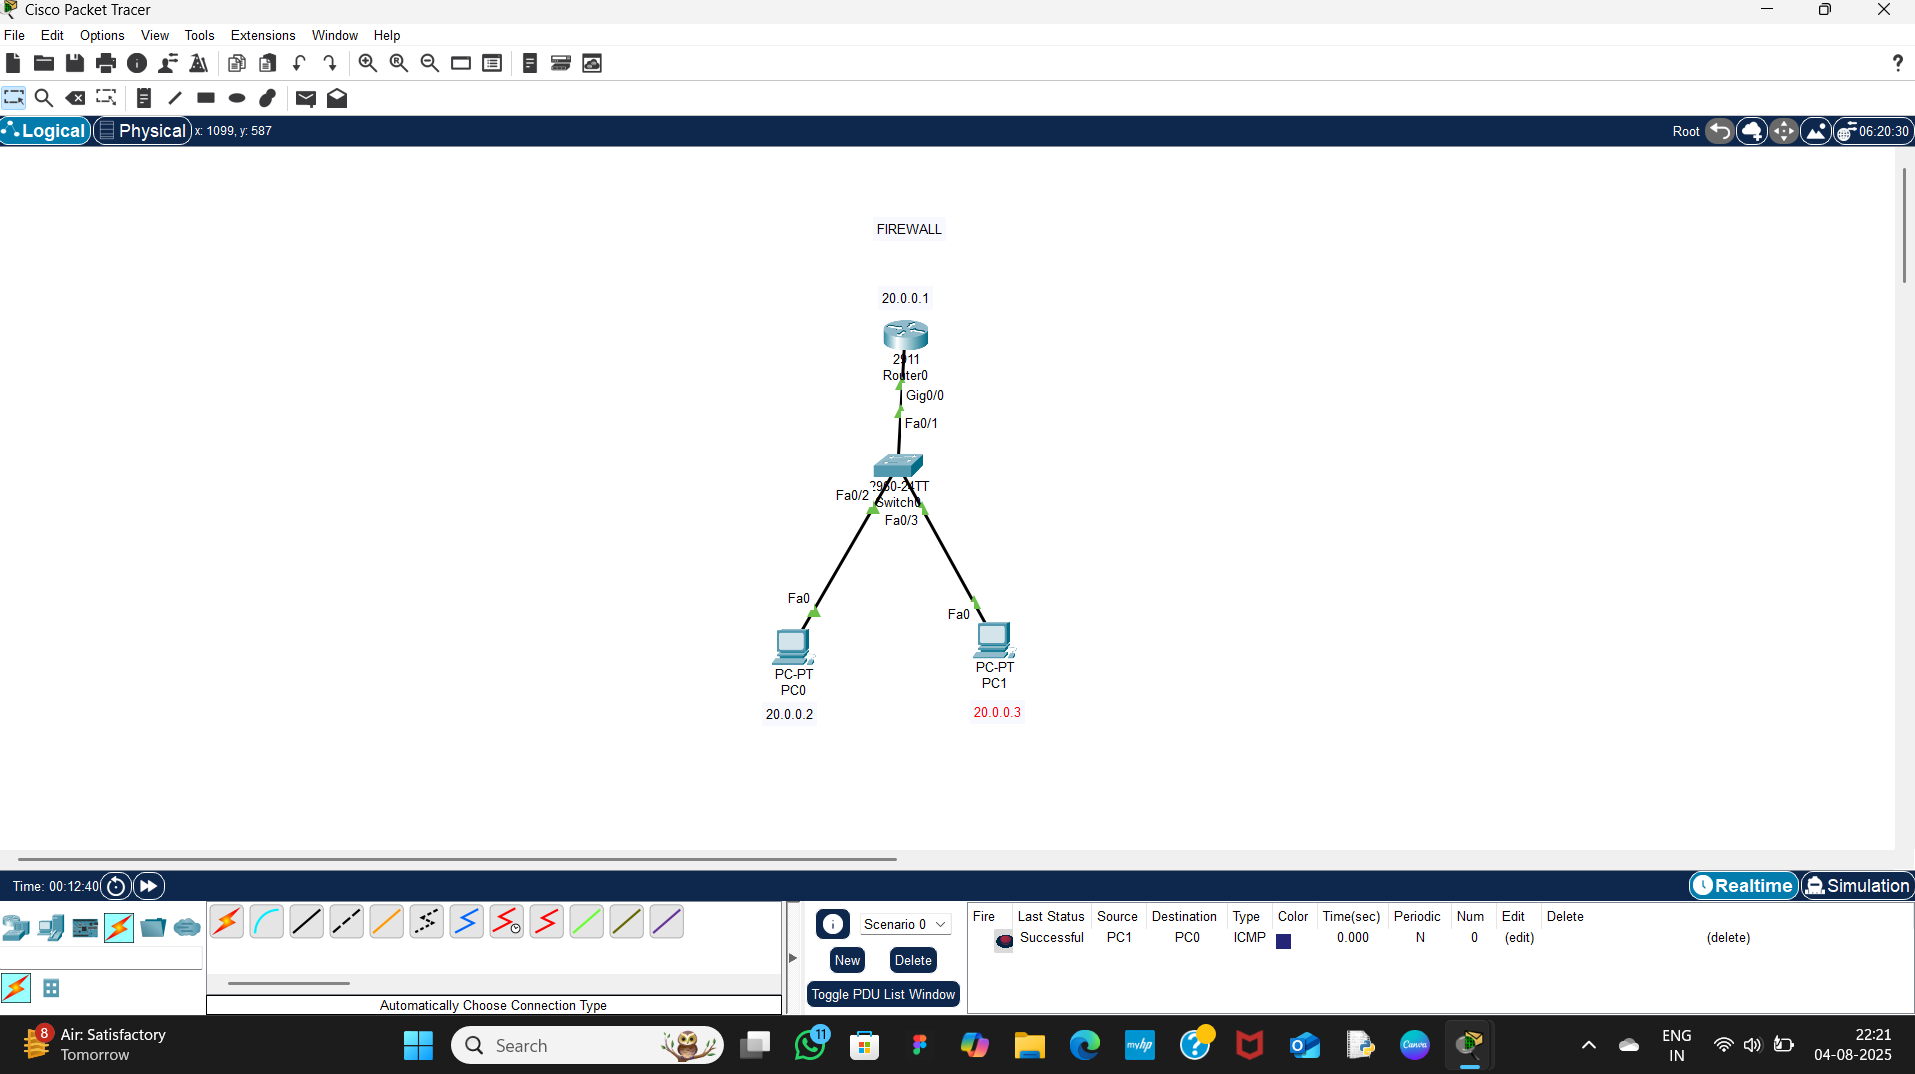 Cisco Packet Tracer
File Edit Options View Tools Extensions Window Help
?
Logical Physical x: 1099, y: 587 Root 06:20:30
FIREWALL
20.0.0.1
2911
Router0
Gig0/0
Fa0/1
2960-24TT
Fa0/2
Switch0
Fa0/3
Fa0
Fa0
PC-PT
PC0
20.0.0.2
PC-PT
PC1
20.0.0.3
Time: 00:12:40 Realtime Simulation
Scenario 0
New Delete
Toggle PDU List Window
Fire Last Status Source Destination Type Color Time(sec) Periodic Num Edit Delete
Successful PC1 PC0 ICMP 0.000 N 0 (edit) (delete)
Automatically Choose Connection Type
8 Air: Satisfactory
Tomorrow
Search
11
myhp
Canva
ENG
IN
22:21
04-08-2025